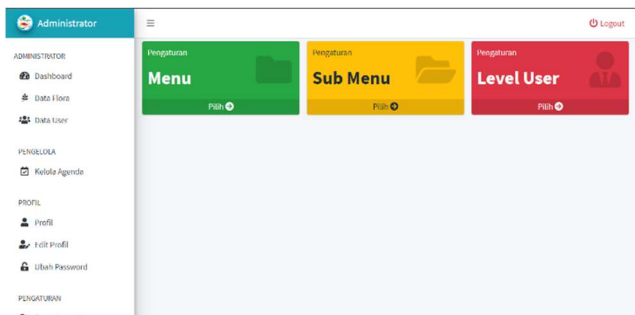 Administrator
Logout
ADMINISTRATOR
Dashboard
Data Flora
Data User
PENGELOLA
Kelola Agenda
PROFIL
Profil
Edit Profil
Ubah Password
PENGATURAN
Pengaturan
Menu
Pilih
Pengaturan
Sub Menu
Pilih
Pengaturan
Level User
Pilih